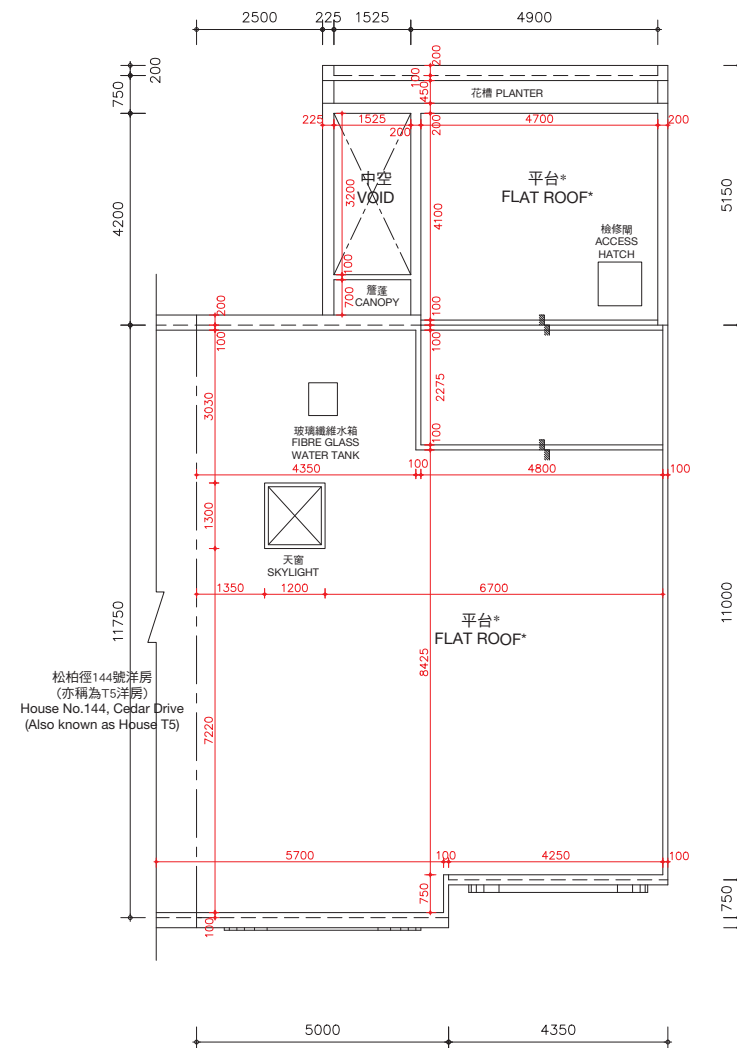 2500
225
1525
4900
200
750
200
100
450
花槽 PLANTER
225
1525
200
4700
200
200
中空
VOID
3200
平台*
FLAT ROOF*
4100
檢修閘
ACCESS
HATCH
5150
4200
100
簷蓬
CANOPY
700
200
100
100
100
3030
2275
玻璃纖維水箱
FIBRE GLASS
WATER TANK
100
4350
100
4800
100
1300
天窗
SKYLIGHT
1350
1200
6700
11750
11000
平台*
FLAT ROOF*
8425
松柏徑144號洋房
(亦稱為T5洋房)
House No.144, Cedar Drive
(Also known as House T5)
7220
5700
100
4250
100
750
750
100
5000
4350